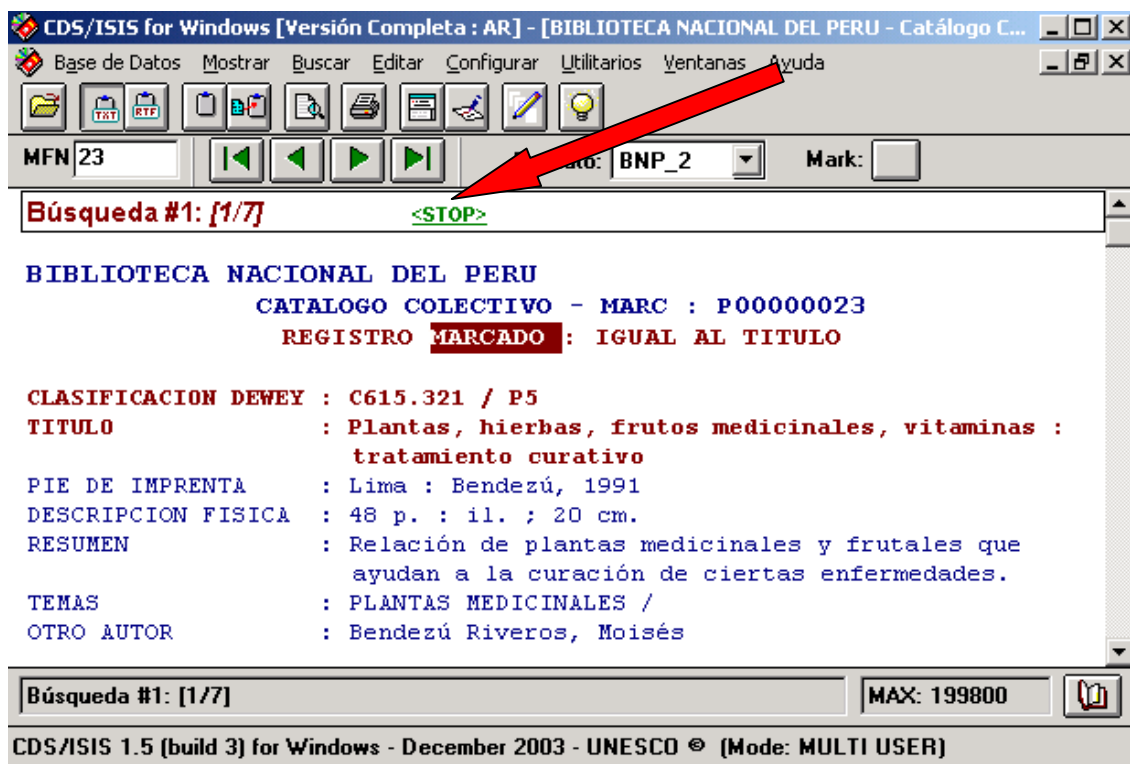 CDS/ISIS for Windows [Versión Completa : AR] - [BIBLIOTECA NACIONAL DEL PERU - Catálogo C...
Base de Datos Mostrar Buscar Editar Configurar Utilitarios Ventanas Ayuda
TXT RTF
MFN 23 BNP_2 Mark:
Búsqueda #1: [1/7] <STOP>
BIBLIOTECA NACIONAL DEL PERU
CATALOGO COLECTIVO - MARC : P00000023
REGISTRO MARCADO : IGUAL AL TITULO
CLASIFICACION DEWEY : C615.321 / P5
TITULO : Plantas, hierbas, frutos medicinales, vitaminas :
tratamiento curativo
PIE DE IMPRENTA : Lima : Bendezú, 1991
DESCRIPCION FISICA : 48 p. : il. ; 20 cm.
RESUMEN : Relación de plantas medicinales y frutales que
ayudan a la curación de ciertas enfermedades.
TEMAS : PLANTAS MEDICINALES /
OTRO AUTOR : Bendezú Riveros, Moisés
Búsqueda #1: [1/7] MAX: 199800
CDS/ISIS 1.5 (build 3) for Windows - December 2003 - UNESCO © (Mode: MULTI USER)